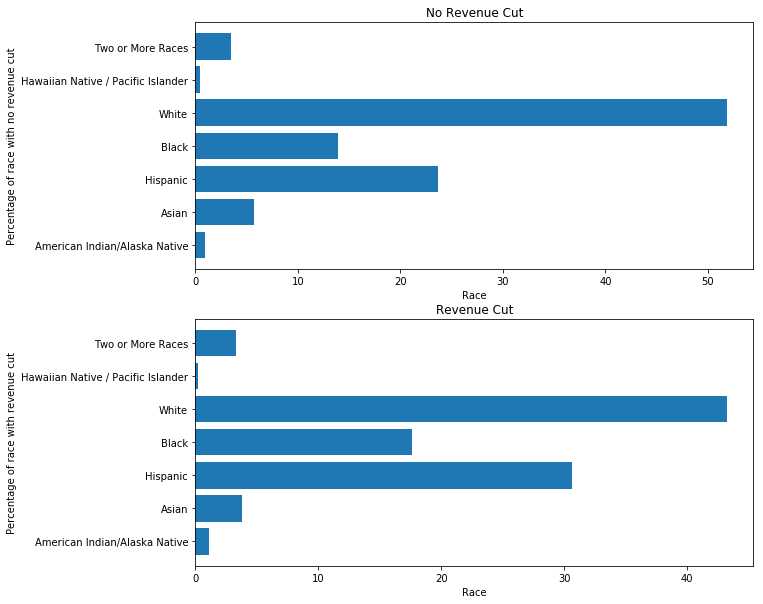 No Revenue Cut
Percentage of race with no revenue cut
Two or More Races
Hawaiian Native / Pacific Islander
White
Black
Hispanic
Asian
American Indian/Alaska Native
0 10 20 30 40 50
Race
Revenue Cut
Percentage of race with revenue cut
Two or More Races
Hawaiian Native / Pacific Islander
White
Black
Hispanic
Asian
American Indian/Alaska Native
0 10 20 30 40
Race